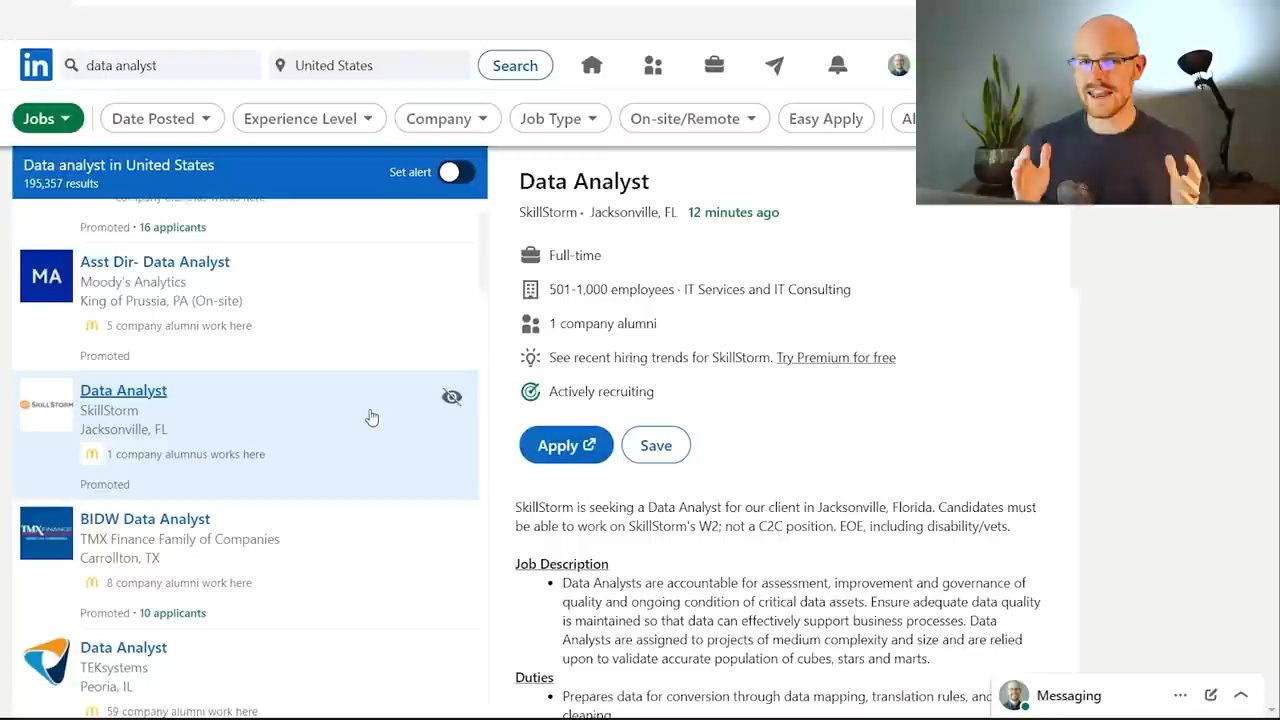 in
data analyst
United States
Search
Jobs
Date Posted
Experience Level
Company
Job Type
On-site/Remote
Easy Apply
Al
Data analyst in United States
195,357 results
Set alert
company alumnus works here
Promoted · 16 applicants
MA
Asst Dir- Data Analyst
Moody's Analytics
King of Prussia, PA (On-site)
5 company alumni work here
Promoted
SKILLSTORM
Data Analyst
SkillStorm
Jacksonville, FL
1 company alumnus works here
Promoted
TMX FINANCE
BIDW Data Analyst
TMX Finance Family of Companies
Carrollton, TX
8 company alumni work here
Promoted · 10 applicants
Data Analyst
TEKsystems
Peoria, IL
59 company alumni work here
Data Analyst
SkillStorm · Jacksonville, FL 12 minutes ago
Full-time
501-1,000 employees · IT Services and IT Consulting
1 company alumni
See recent hiring trends for SkillStorm. Try Premium for free
Actively recruiting
Apply
Save
SkillStorm is seeking a Data Analyst for our client in Jacksonville, Florida. Candidates must
be able to work on SkillStorm's W2; not a C2C position. EOE, including disability/vets.
Job Description
• Data Analysts are accountable for assessment, improvement and governance of
quality and ongoing condition of critical data assets. Ensure adequate data quality
is maintained so that data can effectively support business processes. Data
Analysts are assigned to projects of medium complexity and size and are relied
upon to validate accurate population of cubes, stars and marts.
Duties
• Prepares data for conversion through data mapping, translation rules, and
cleaning
Messaging